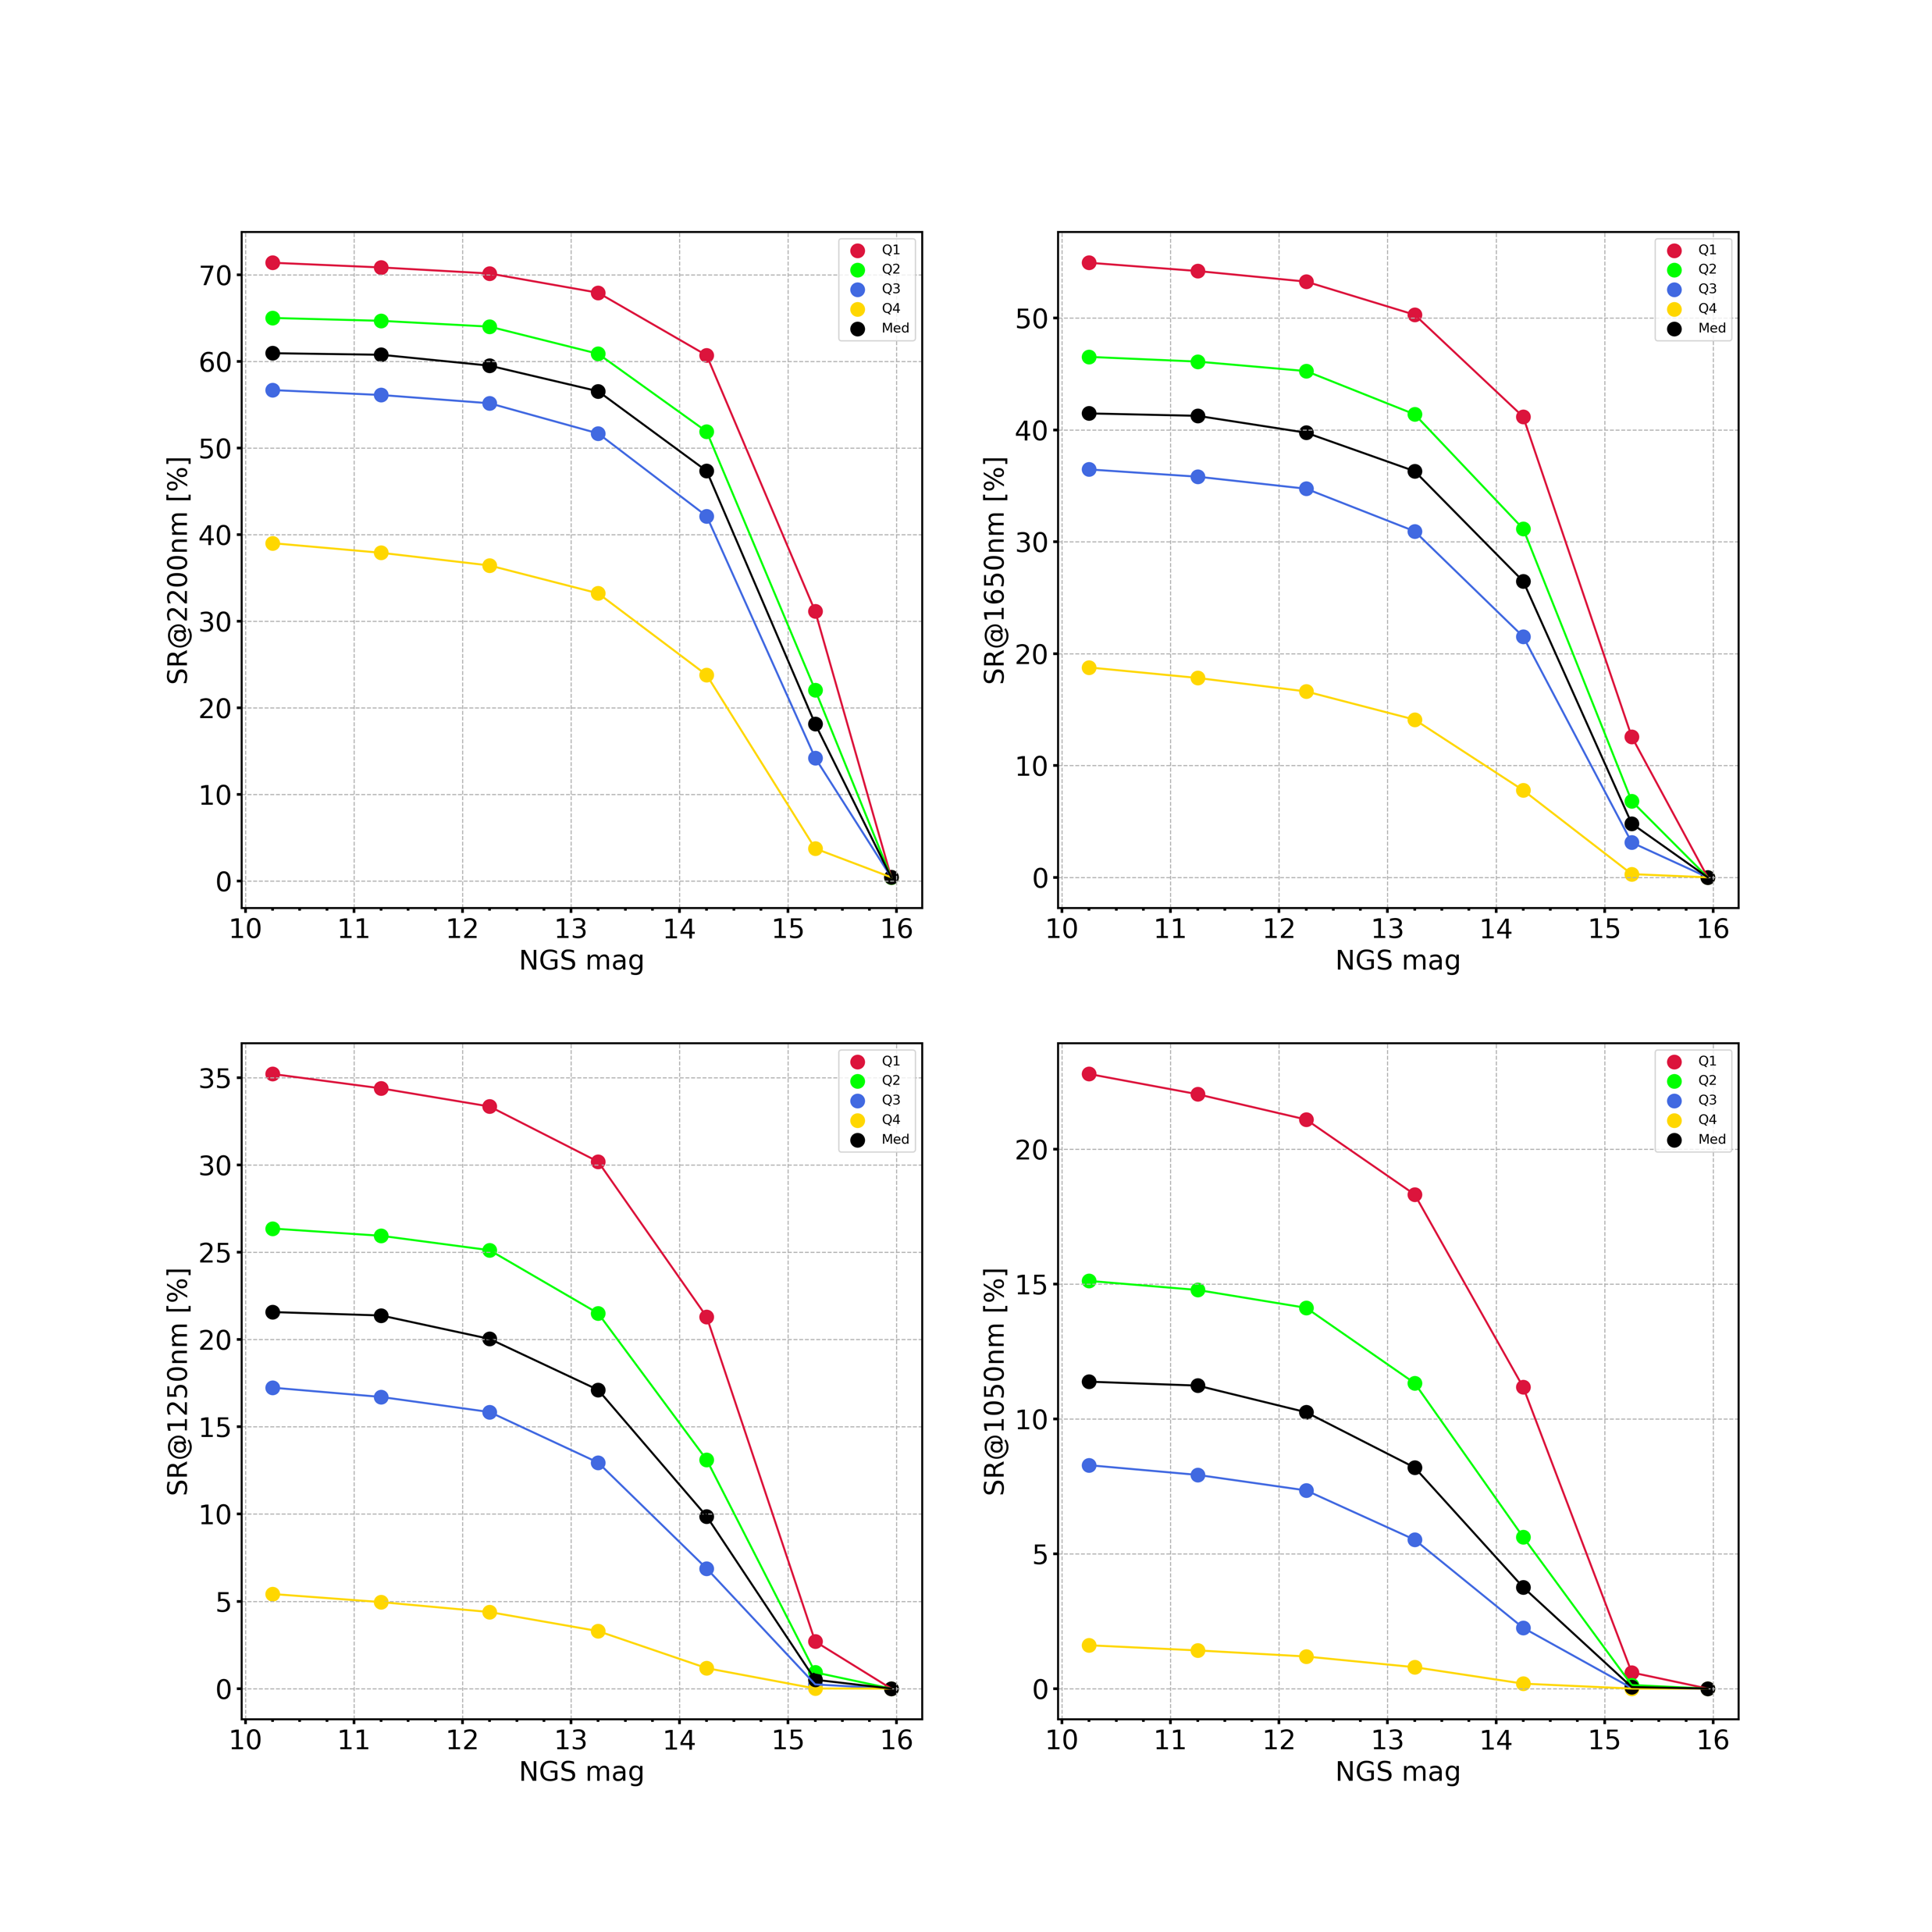 SR@2200nm [%]
70
60
50
40
30
20
10
0
10 11 12 13 14 15 16
NGS mag
Q1
Q2
Q3
Q4
Med
SR@1650nm [%]
50
40
30
20
10
0
10 11 12 13 14 15 16
NGS mag
Q1
Q2
Q3
Q4
Med
SR@1250nm [%]
35
30
25
20
15
10
5
0
10 11 12 13 14 15 16
NGS mag
Q1
Q2
Q3
Q4
Med
SR@1050nm [%]
20
15
10
5
0
10 11 12 13 14 15 16
NGS mag
Q1
Q2
Q3
Q4
Med